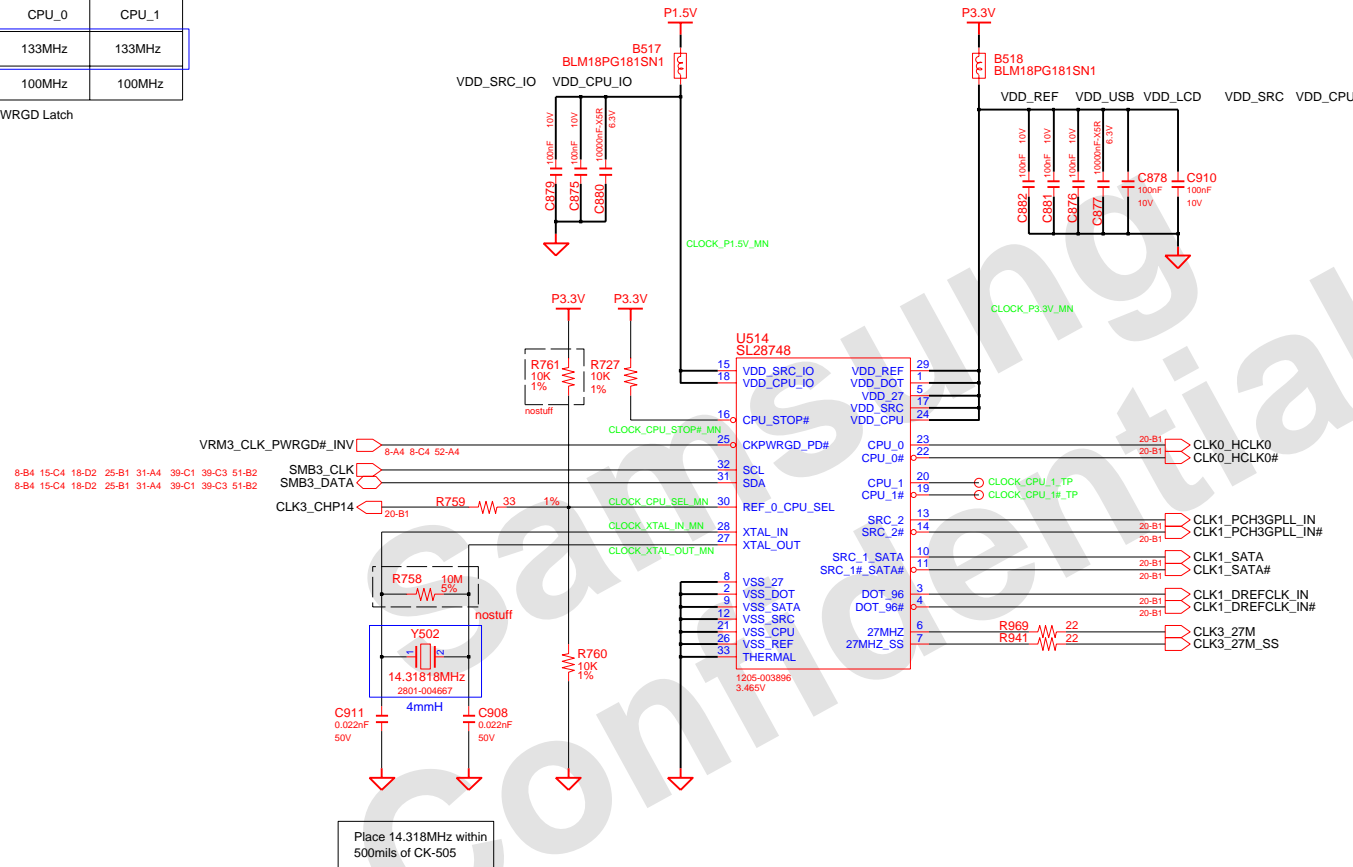 CPU_0 CPU_1
133MHz 133MHz
100MHz 100MHz
WRGD Latch
P1.5V
B517
BLM18PG181SN1
VDD_SRC_IO VDD_CPU_IO
100nF 10V
100nF 10V
10000nF-X5R 6.3V
C879
C875
C880
CLOCK_P1.5V_MN
P3.3V
B518
BLM18PG181SN1
VDD_REF VDD_USB VDD_LCD VDD_SRC VDD_CPU
100nF 10V
100nF 10V
100nF 10V
10000nF-X5R 6.3V
C882
C881
C876
C877
C878
100nF
10V
C910
100nF
10V
CLOCK_P3.3V_MN
P3.3V P3.3V
R761
10K
1%
nostuff
R727
10K
1%
U514
SL28748
15 VDD_SRC_IO
18 VDD_CPU_IO
16 CPU_STOP#
CLOCK_CPU_STOP#_MN
25 CKPWRGD_PD#
32 SCL
31 SDA
30 REF_0_CPU_SEL
28 XTAL_IN
27 XTAL_OUT
8 VSS_27
2 VSS_DOT
9 VSS_SATA
12 VSS_SRC
21 VSS_CPU
26 VSS_REF
33 THERMAL
VDD_REF 29
VDD_DOT 1
VDD_27 5
VDD_SRC 17
VDD_CPU 24
CPU_0 23
CPU_0# 22
CPU_1 20
CPU_1# 19
SRC_2 13
SRC_2# 14
SRC_1_SATA 10
SRC_1#_SATA# 11
DOT_96 3
DOT_96# 4
27MHZ 6
27MHZ_SS 7
1205-003896
3.465V
VRM3_CLK_PWRGD#_INV 8-A4 8-C4 52-A4
8-B4 15-C4 18-D2 25-B1 31-A4 39-C1 39-C3 51-B2 SMB3_CLK
8-B4 15-C4 18-D2 25-B1 31-A4 39-C1 39-C3 51-B2 SMB3_DATA
CLK3_CHP14 20-B1
R759 33 1%
CLOCK_CPU_SEL_MN
CLOCK_XTAL_IN_MN
CLOCK_XTAL_OUT_MN
R758 10M
5%
nostuff
Y502
1 2
14.31818MHz
2801-004667
4mmH
C911
0.022nF
50V
C908
0.022nF
50V
R760
10K
1%
20-B1 CLK0_HCLK0
20-B1 CLK0_HCLK0#
CLOCK_CPU_1_TP
CLOCK_CPU_1#_TP
20-B1 CLK1_PCH3GPLL_IN
20-B1 CLK1_PCH3GPLL_IN#
20-B1 CLK1_SATA
20-B1 CLK1_SATA#
20-B1 CLK1_DREFCLK_IN
20-B1 CLK1_DREFCLK_IN#
R969 22 CLK3_27M
R941 22 CLK3_27M_SS
Place 14.318MHz within
500mils of CK-505
Samsung
Confidential